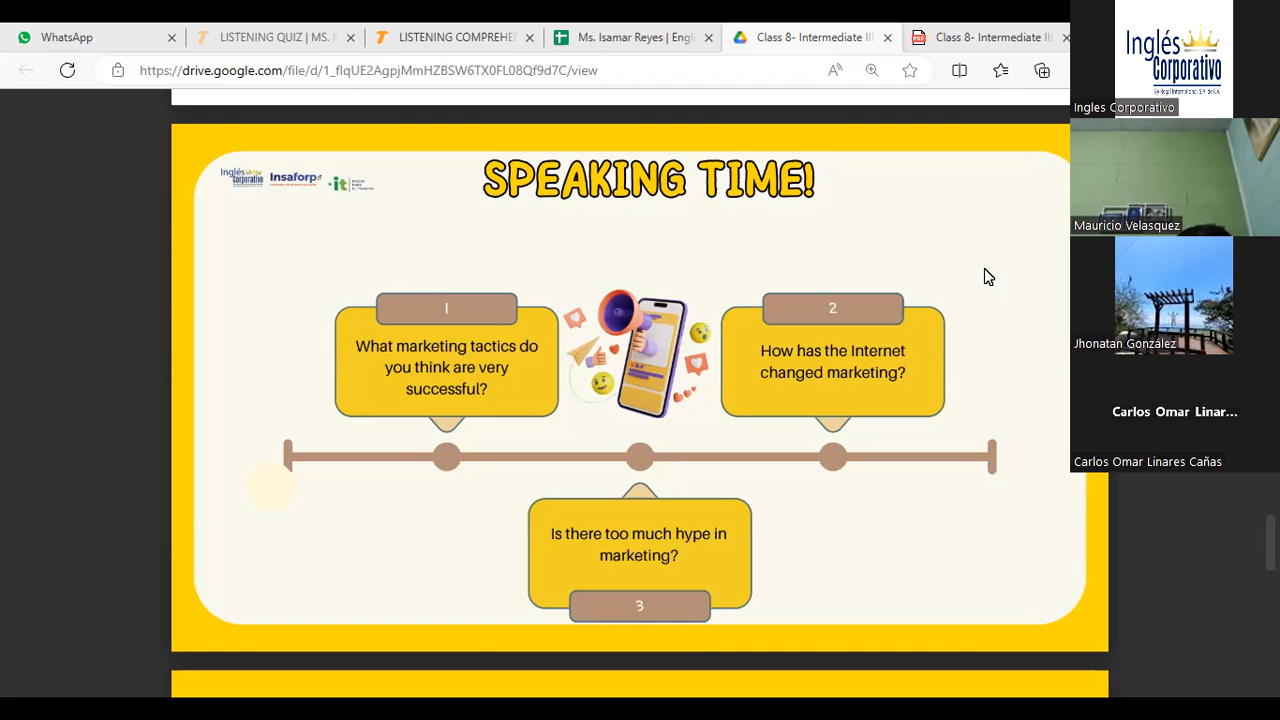 WhatsApp
LISTENING QUIZ | MS. I
LISTENING COMPREHE
Ms. Isamar Reyes | Engl
Class 8- Intermediate III
Class 8- Intermediate III
https://drive.google.com/file/d/1_flqUE2AgpjMmHZBSW6TX0FL08Qf9d7C/view
Inglés
Corporativo
Ingles Corporativo
Mauricio Velasquez
Jhonatan González
Carlos Omar Linar...
Carlos Omar Linares Cañas
Inglés
Corporativo
Insaforp
it
SPEAKING TIME!
1
What marketing tactics do
you think are very
successful?
2
How has the Internet
changed marketing?
Is there too much hype in
marketing?
3